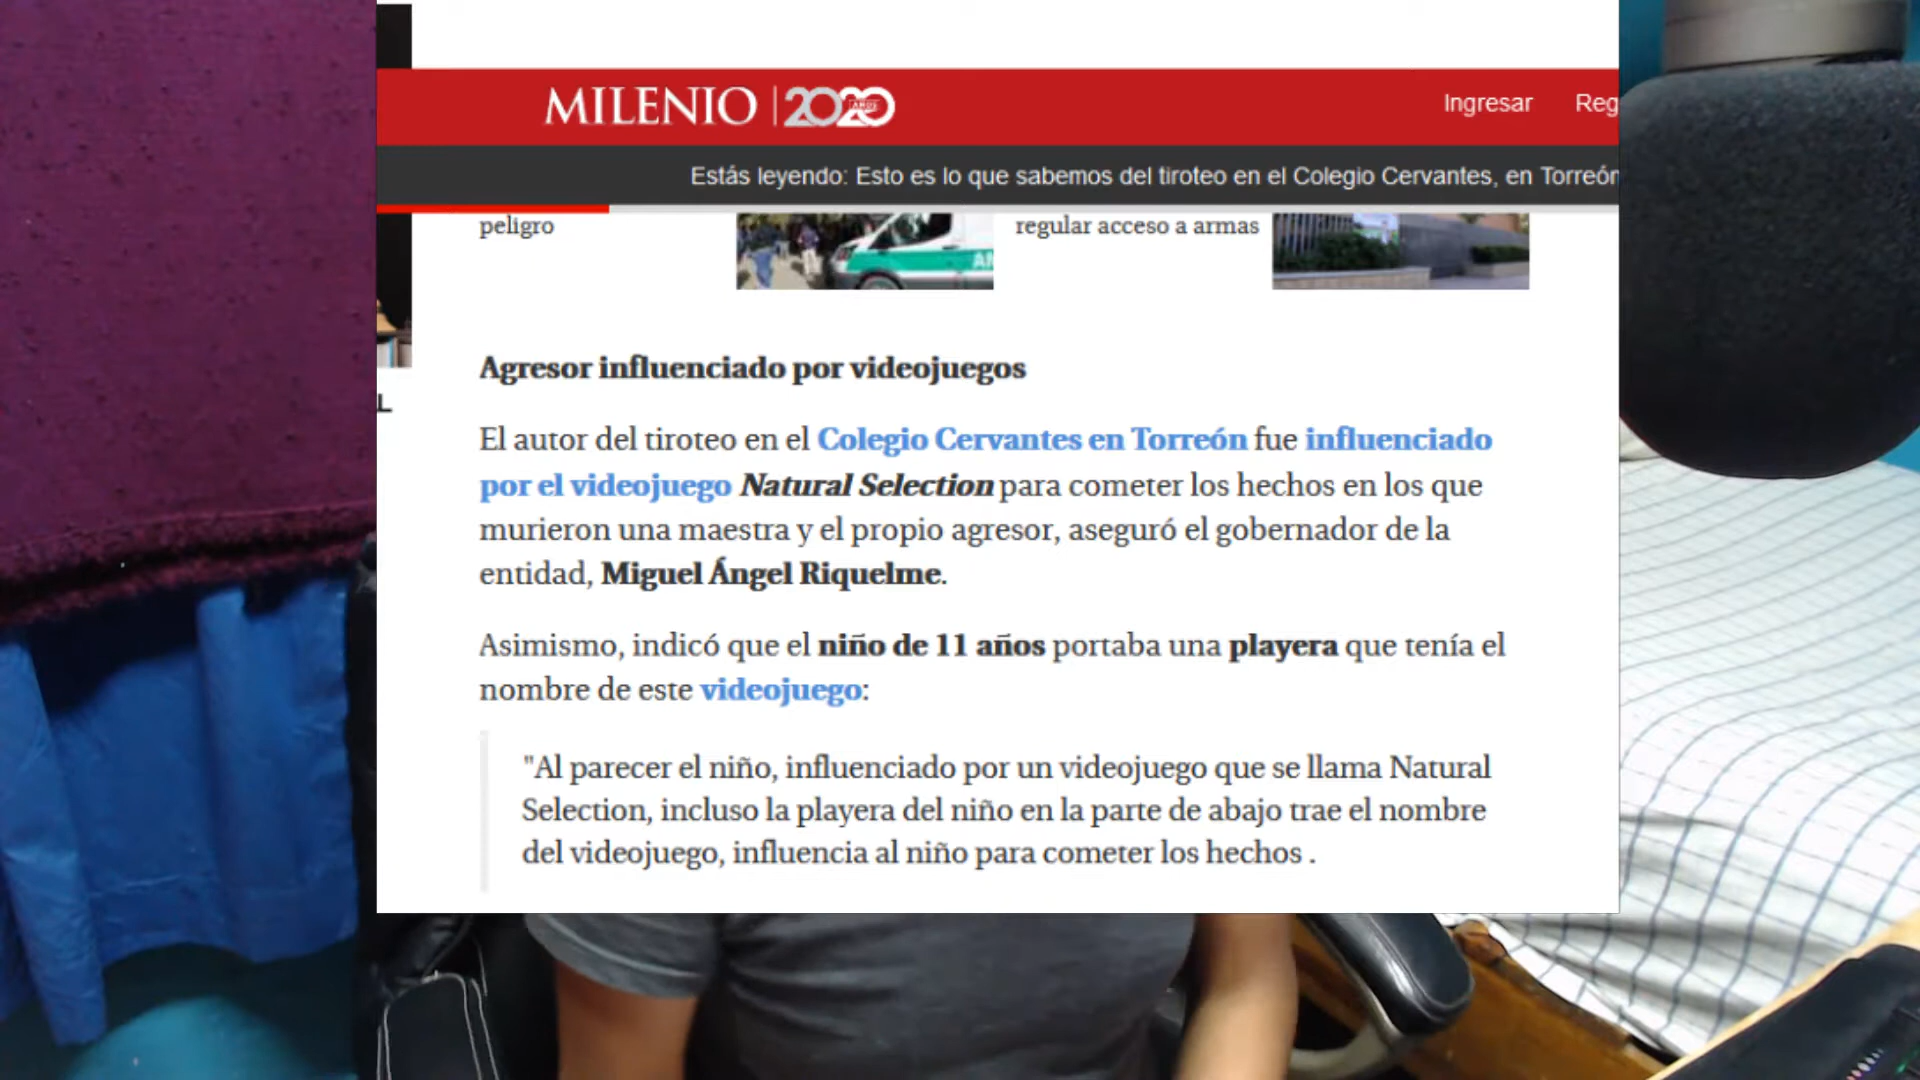 MILENIO | 2020 AÑOS
Ingresar Reg
Estás leyendo: Esto es lo que sabemos del tiroteo en el Colegio Cervantes, en Torreón
peligro
regular acceso a armas
L
Agresor influenciado por videojuegos
El autor del tiroteo en el Colegio Cervantes en Torreón fue influenciado
por el videojuego Natural Selection para cometer los hechos en los que
murieron una maestra y el propio agresor, aseguró el gobernador de la
entidad, Miguel Ángel Riquelme.
Asimismo, indicó que el niño de 11 años portaba una playera que tenía el
nombre de este videojuego:
"Al parecer el niño, influenciado por un videojuego que se llama Natural
Selection, incluso la playera del niño en la parte de abajo trae el nombre
del videojuego, influencia al niño para cometer los hechos .